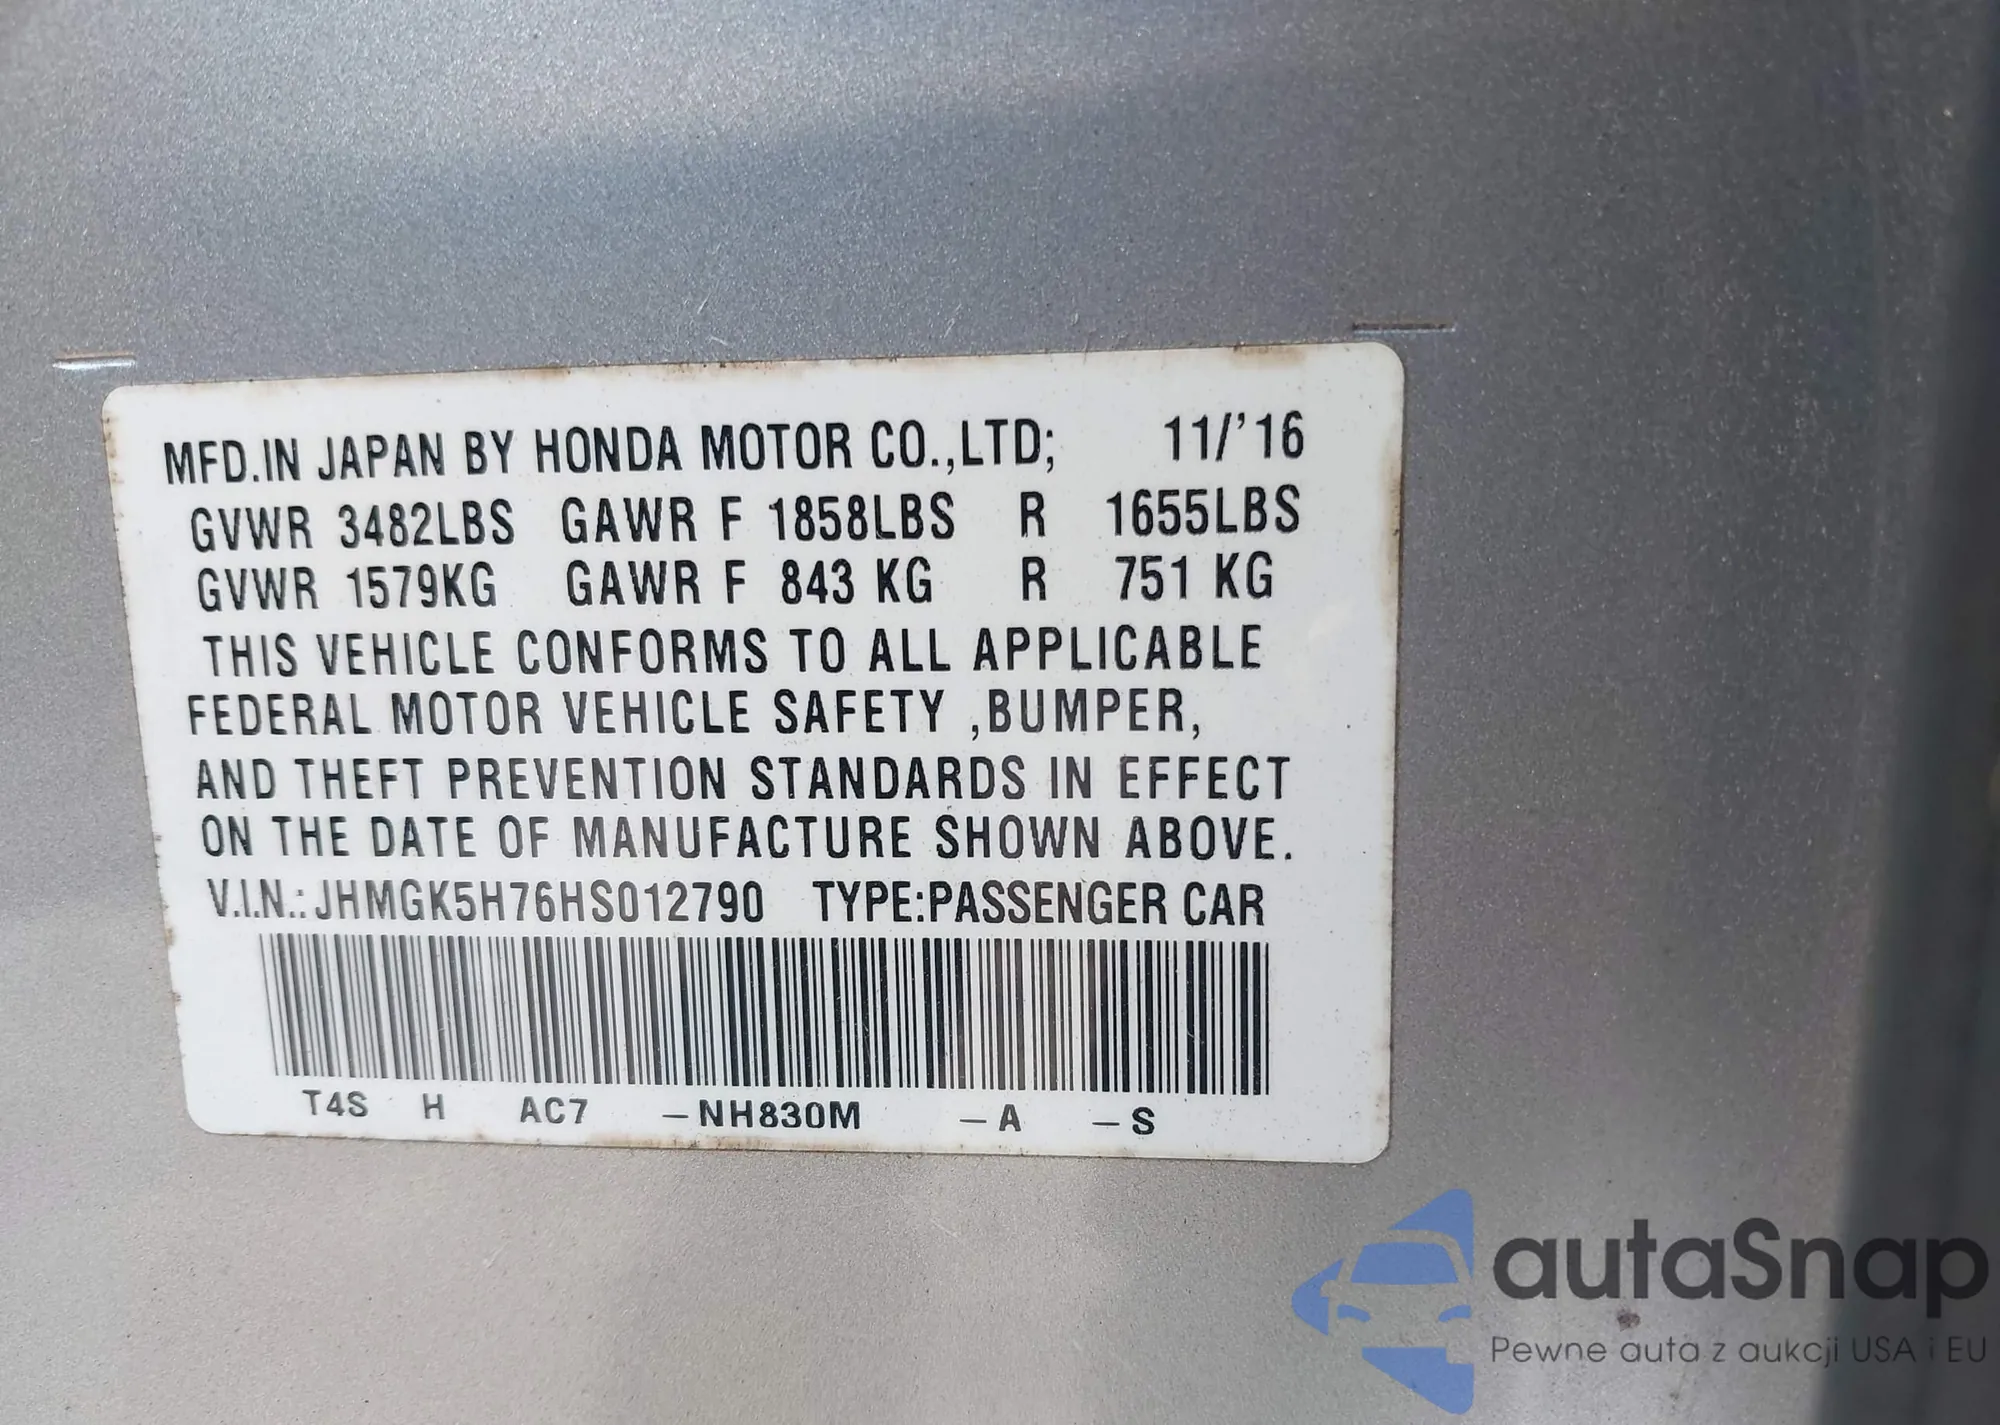 MFD.IN JAPAN BY HONDA MOTOR CO.,LTD; 11/'16
GVWR 3482LBS GAWR F 1858LBS R 1655LBS
GVWR 1579KG GAWR F 843 KG R 751 KG
THIS VEHICLE CONFORMS TO ALL APPLICABLE
FEDERAL MOTOR VEHICLE SAFETY ,BUMPER,
AND THEFT PREVENTION STANDARDS IN EFFECT
ON THE DATE OF MANUFACTURE SHOWN ABOVE.
V.I.N.: JHMGK5H76HS012790 TYPE:PASSENGER CAR
T4S H AC7 -NH830M -A -S
autaSnap
Pewne auta z aukcji USA i EU